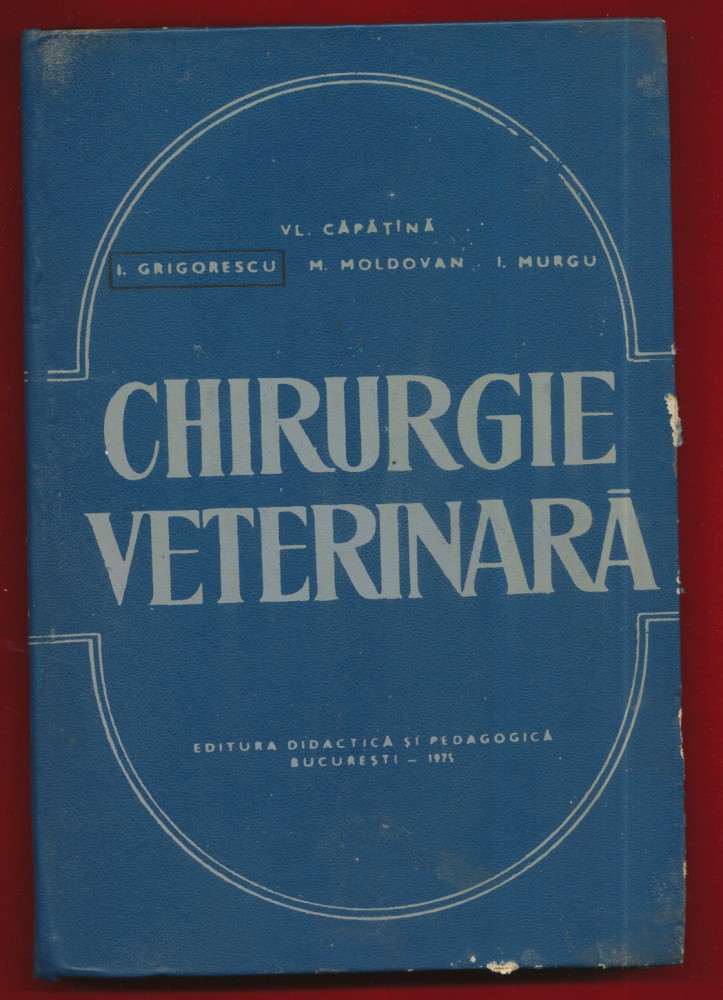 VL. CĂPĂȚÎNĂ
I. GRIGORESCU M. MOLDOVAN I. MURGU
CHIRURGIE
VETERINARĂ
EDITURA DIDACTICĂ ȘI PEDAGOGICĂ
BUCUREȘTI – 1975